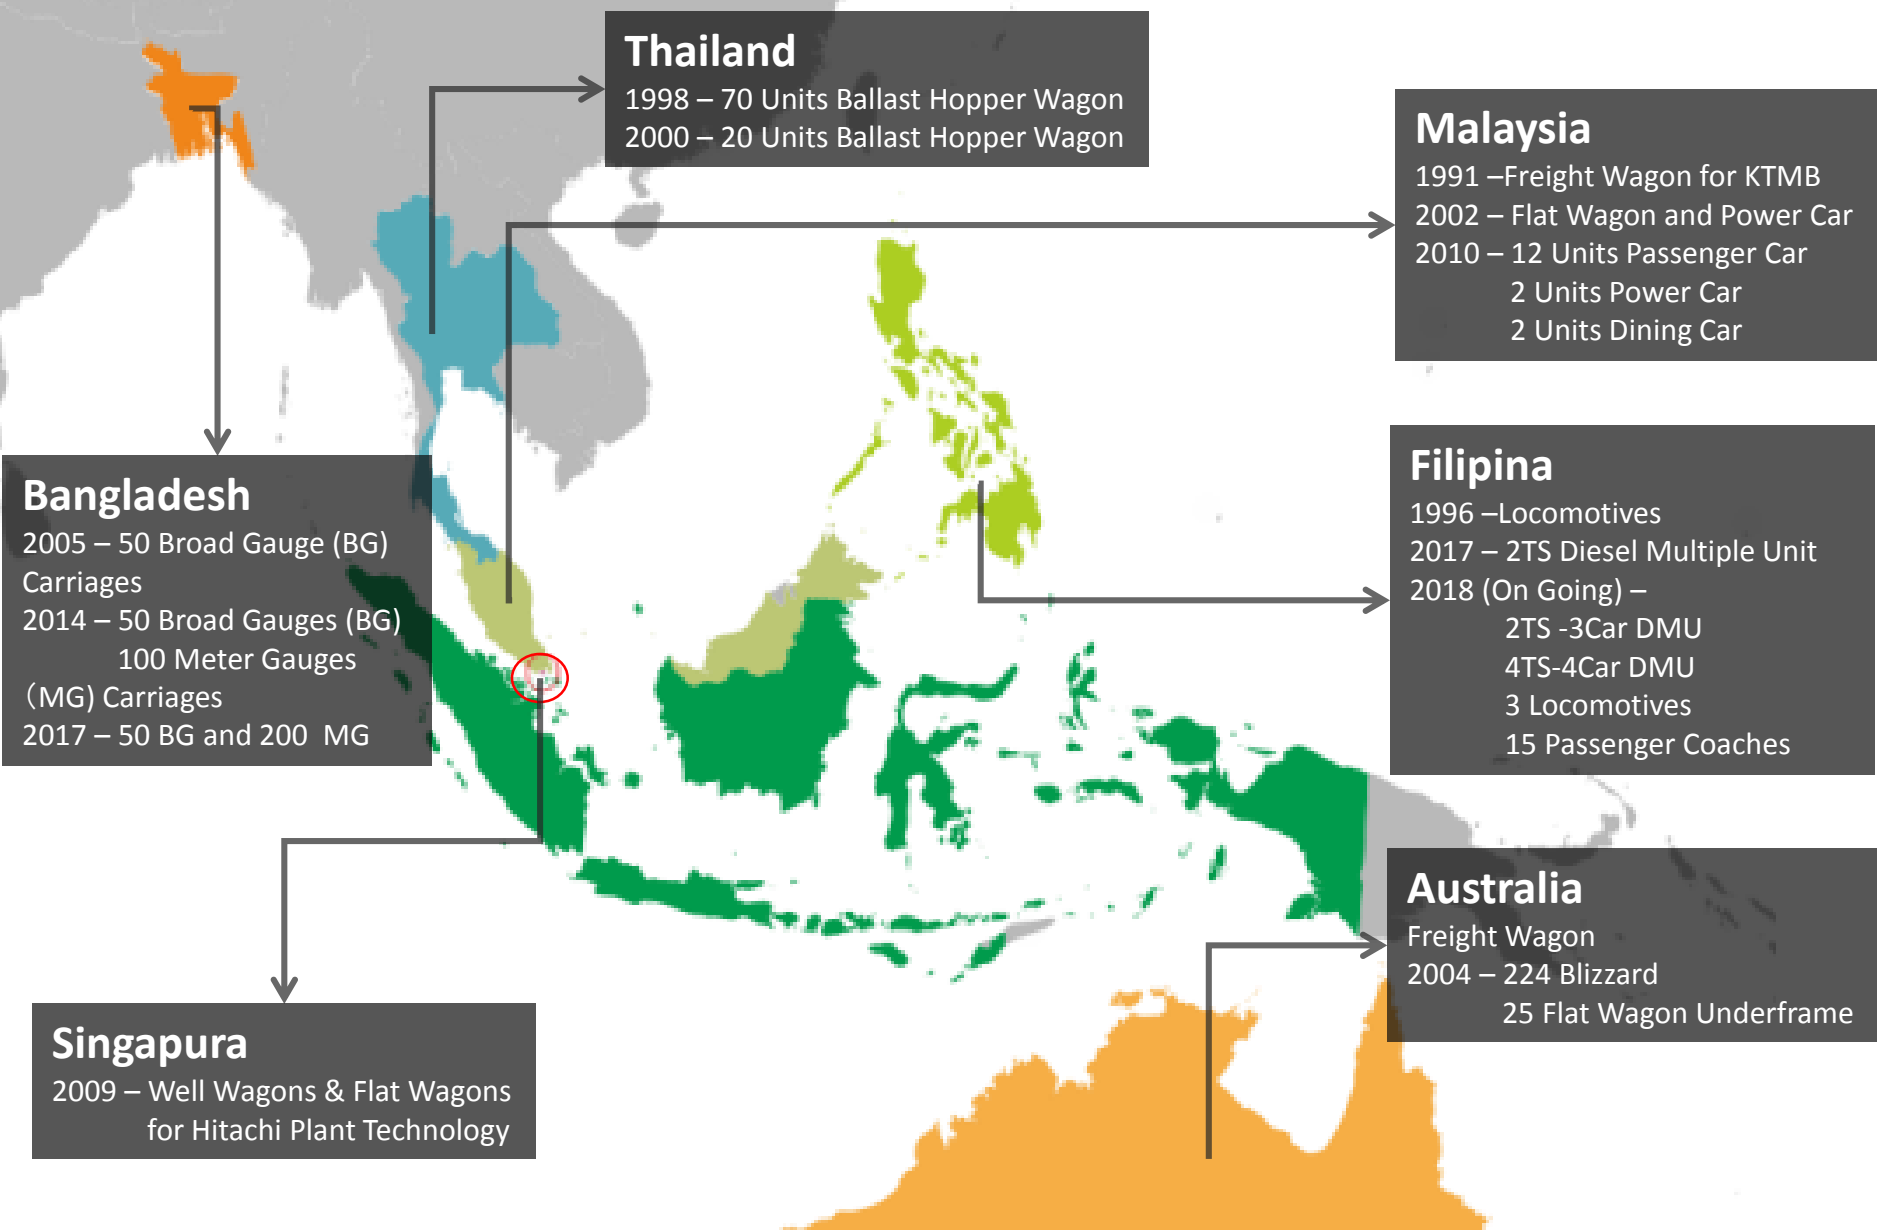 Thailand
1998 – 70 Units Ballast Hopper Wagon
2000 – 20 Units Ballast Hopper Wagon
Malaysia
1991 –Freight Wagon for KTMB
2002 – Flat Wagon and Power Car
2010 – 12 Units Passenger Car
2 Units Power Car
2 Units Dining Car
Bangladesh
2005 – 50 Broad Gauge (BG)
Carriages
2014 – 50 Broad Gauges (BG)
100 Meter Gauges
(MG) Carriages
2017 – 50 BG and 200 MG
Filipina
1996 –Locomotives
2017 – 2TS Diesel Multiple Unit
2018 (On Going) –
2TS -3Car DMU
4TS-4Car DMU
3 Locomotives
15 Passenger Coaches
Australia
Freight Wagon
2004 – 224 Blizzard
25 Flat Wagon Underframe
Singapura
2009 – Well Wagons & Flat Wagons
for Hitachi Plant Technology